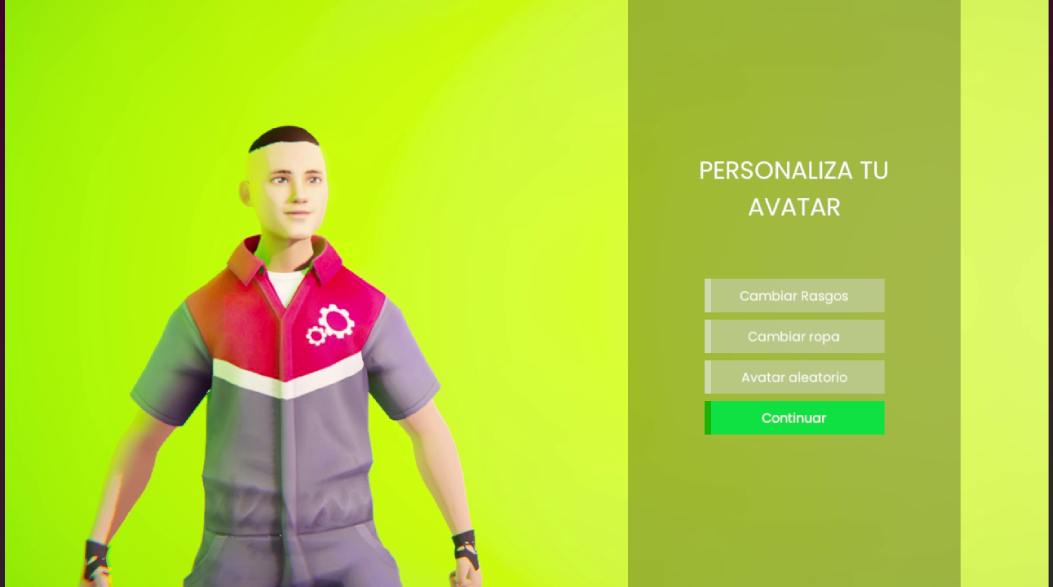 PERSONALIZA TU
AVATAR
Cambiar Rasgos
Cambiar ropa
Avatar aleatorio
Continuar